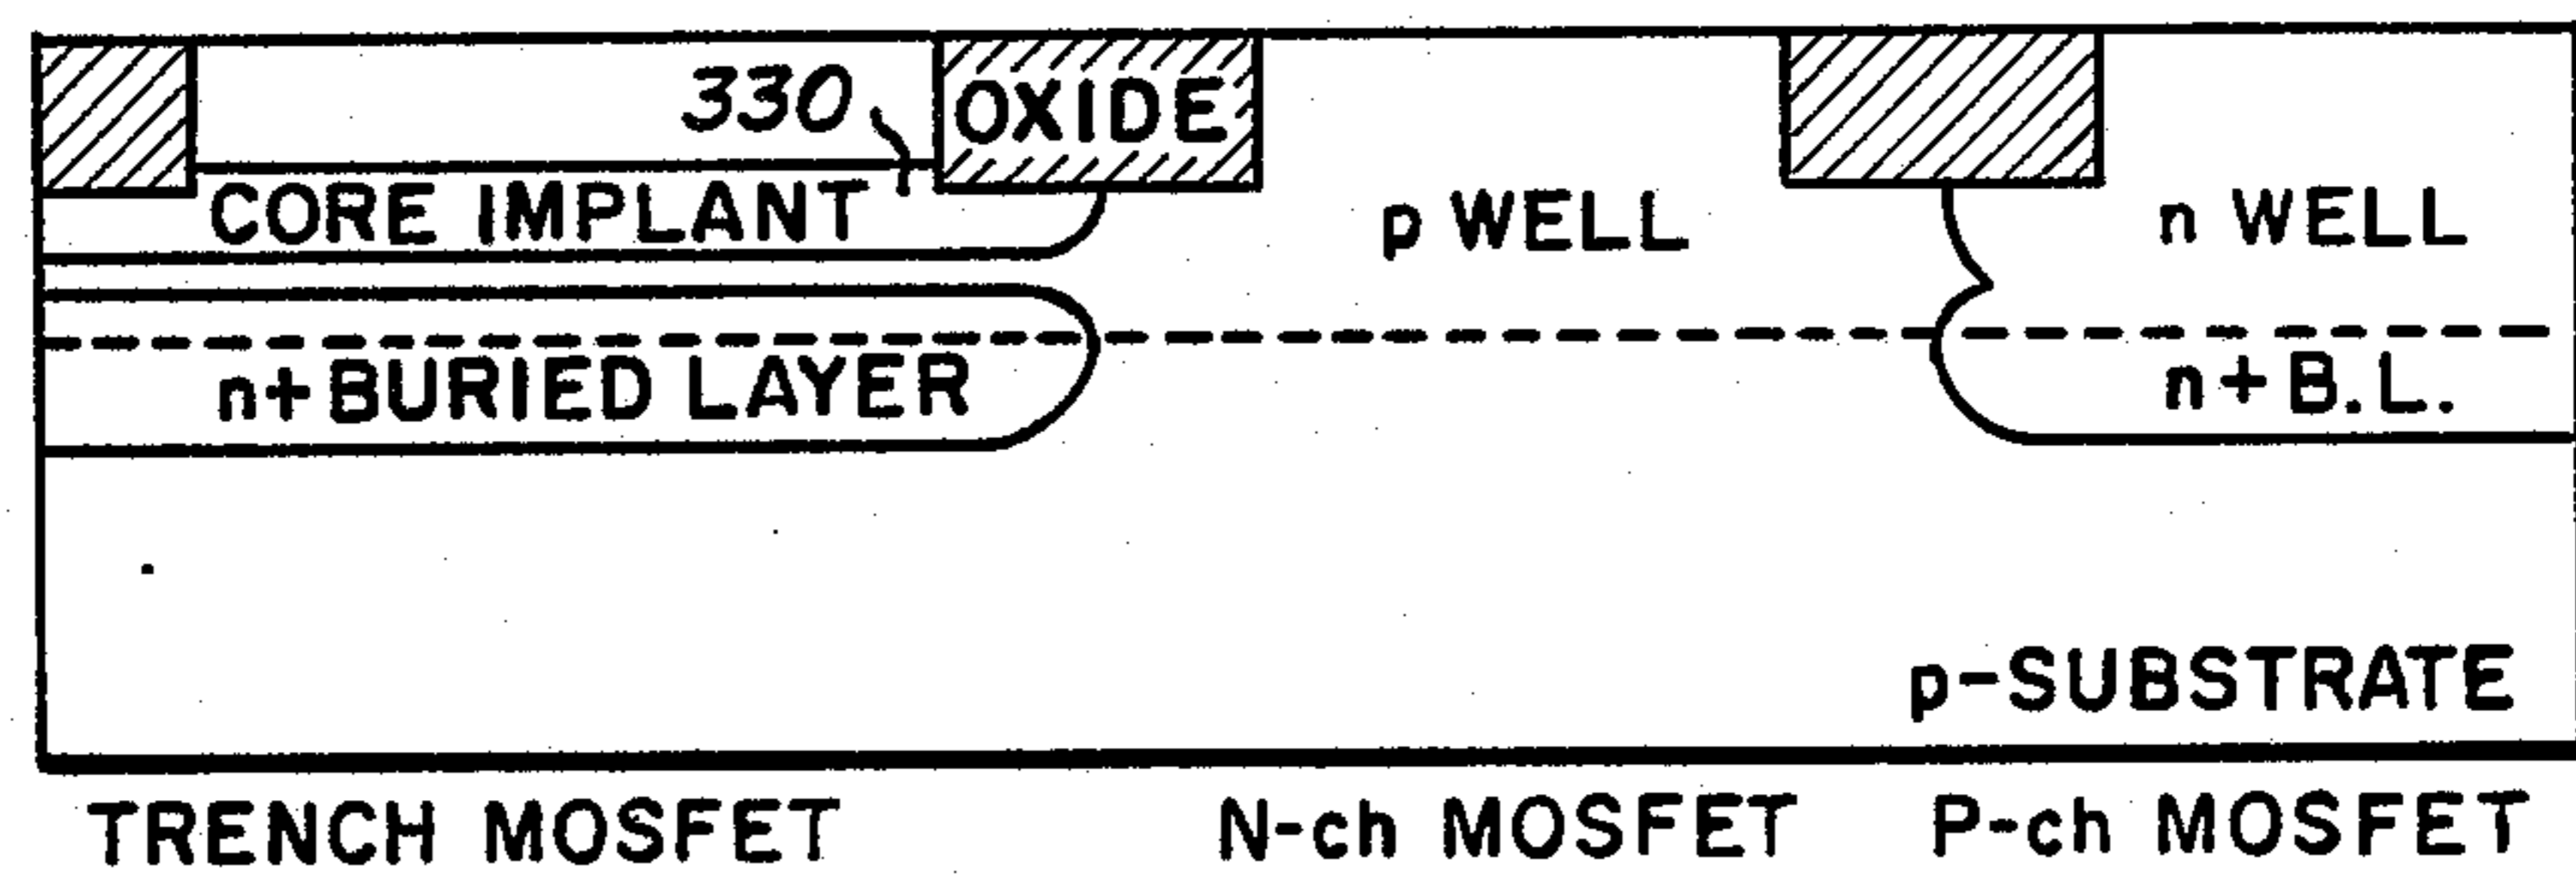 330
OXIDE
CORE IMPLANT
p WELL
n WELL
n+ BURIED LAYER
n+ B.L.
p-SUBSTRATE
TRENCH MOSFET
N-ch MOSFET
P-ch MOSFET